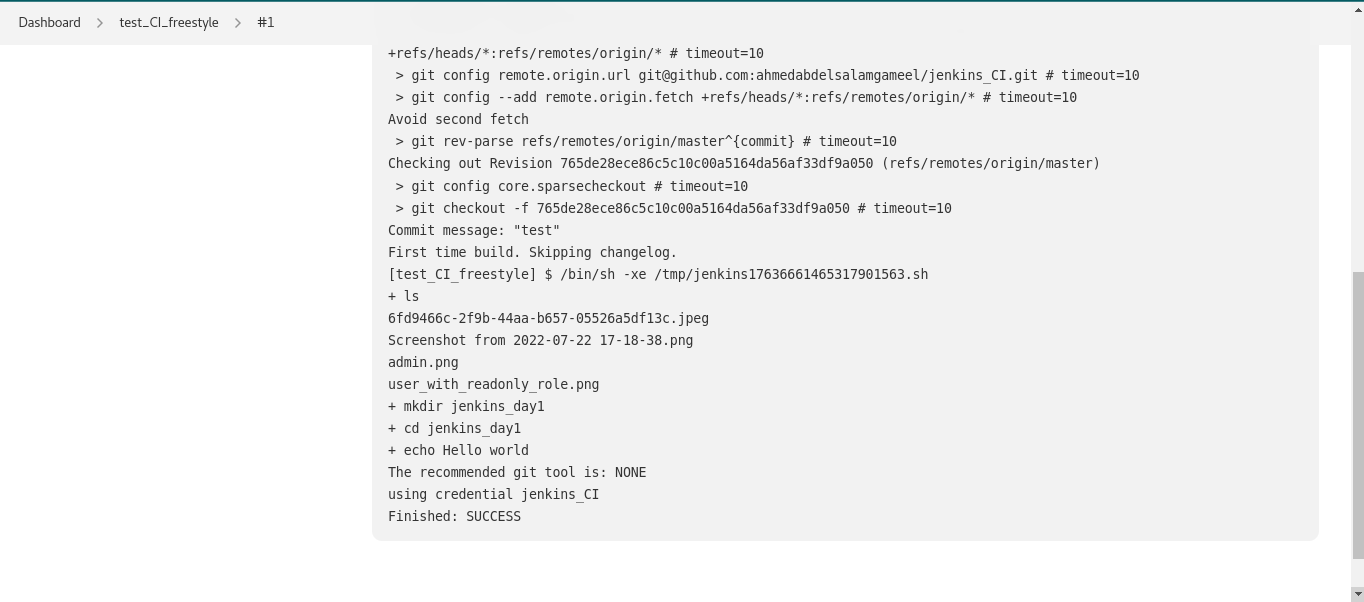 Dashboard > test_CI_freestyle > #1
+refs/heads/*:refs/remotes/origin/* # timeout=10
 > git config remote.origin.url git@github.com:ahmedabdelsalamgameel/jenkins_CI.git # timeout=10
 > git config --add remote.origin.fetch +refs/heads/*:refs/remotes/origin/* # timeout=10
Avoid second fetch
 > git rev-parse refs/remotes/origin/master^{commit} # timeout=10
Checking out Revision 765de28ece86c5c10c00a5164da56af33df9a050 (refs/remotes/origin/master)
 > git config core.sparsecheckout # timeout=10
 > git checkout -f 765de28ece86c5c10c00a5164da56af33df9a050 # timeout=10
Commit message: "test"
First time build. Skipping changelog.
[test_CI_freestyle] $ /bin/sh -xe /tmp/jenkins17636661465317901563.sh
+ ls
6fd9466c-2f9b-44aa-b657-05526a5df13c.jpeg
Screenshot from 2022-07-22 17-18-38.png
admin.png
user_with_readonly_role.png
+ mkdir jenkins_day1
+ cd jenkins_day1
+ echo Hello world
The recommended git tool is: NONE
using credential jenkins_CI
Finished: SUCCESS